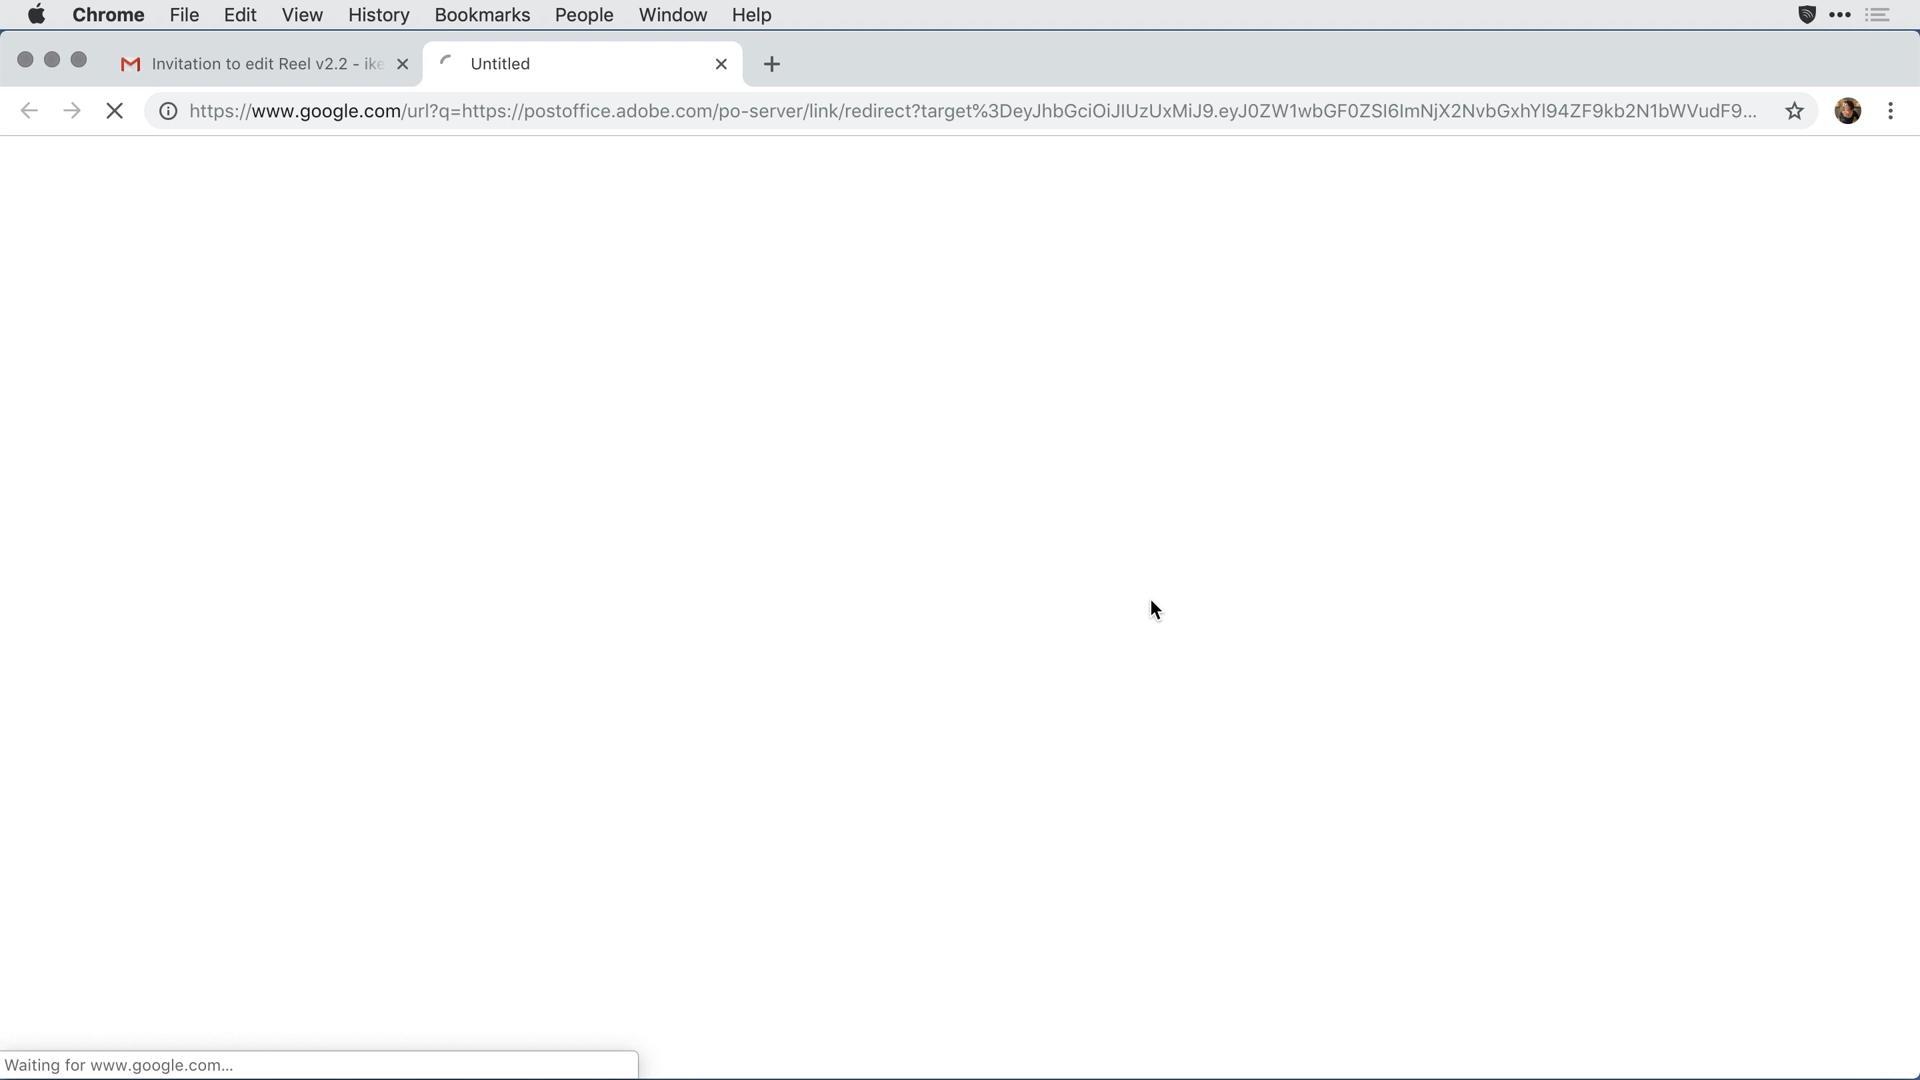 Chrome File Edit View History Bookmarks People Window Help
Invitation to edit Reel v2.2 - ike Untitled
https://www.google.com/url?q=https://postoffice.adobe.com/po-server/link/redirect?target%3DeyJhbGciOiJIUzUxMiJ9.eyJ0ZW1wbGF0ZSI6ImNjX2NvbGxhYl94ZF9kb2N1bWVudF9...
Waiting for www.google.com...